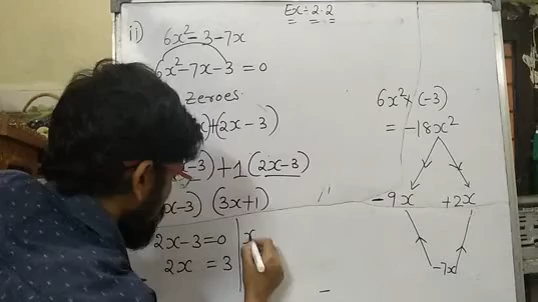 Ex:- 2.2
ii) 6x² - 3 - 7x
6x² - 7x - 3 = 0
zeroes.
x)+(2x-3)
x-3)+1(2x-3)
x-3) (3x+1)
2x-3=0 | x
2x = 3
6x² × (-3)
= -18x²
-9x +2x
-7x